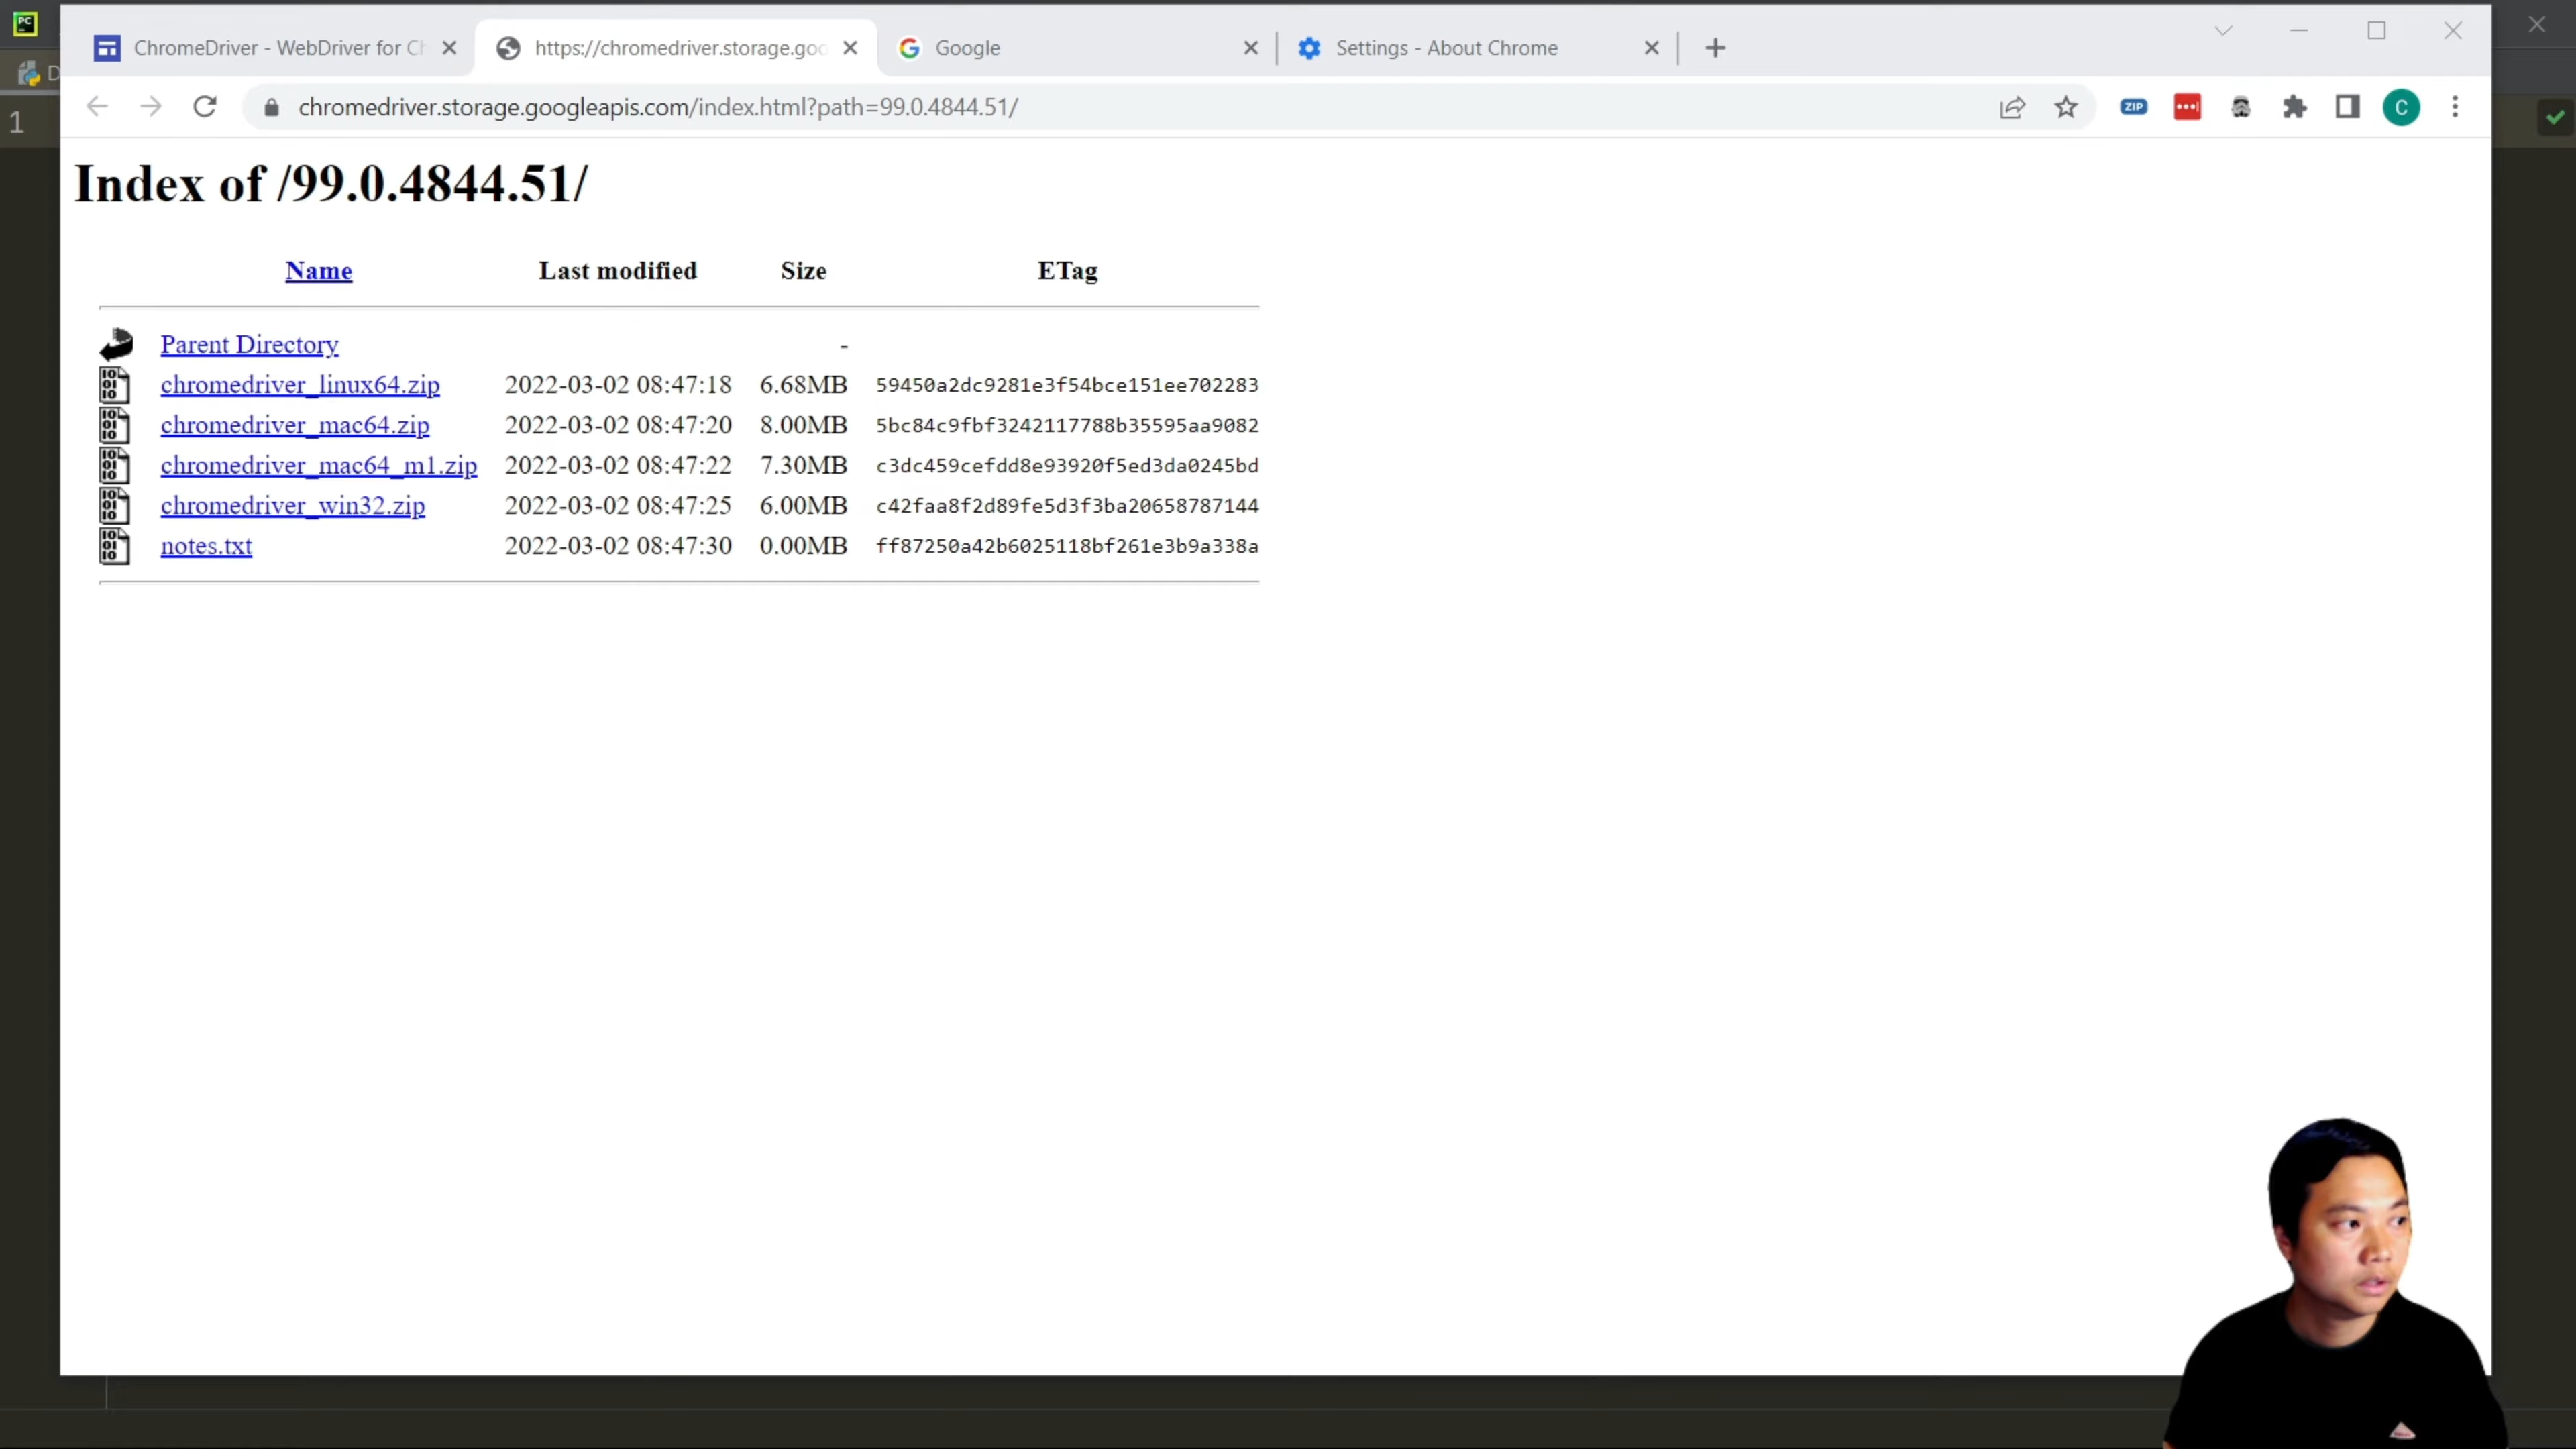 PC
ChromeDriver - WebDriver for Ch
https://chromedriver.storage.goo
Google
Settings - About Chrome
D
chromedriver.storage.googleapis.com/index.html?path=99.0.4844.51/
ZIP
C
1
Index of /99.0.4844.51/
Name Last modified Size ETag
Parent Directory -
chromedriver_linux64.zip 2022-03-02 08:47:18 6.68MB 59450a2dc9281e3f54bce151ee702283
chromedriver_mac64.zip 2022-03-02 08:47:20 8.00MB 5bc84c9fbf3242117788b35595aa9082
chromedriver_mac64_m1.zip 2022-03-02 08:47:22 7.30MB c3dc459cefdd8e93920f5ed3da0245bd
chromedriver_win32.zip 2022-03-02 08:47:25 6.00MB c42faa8f2d89fe5d3f3ba20658787144
notes.txt 2022-03-02 08:47:30 0.00MB ff87250a42b6025118bf261e3b9a338a